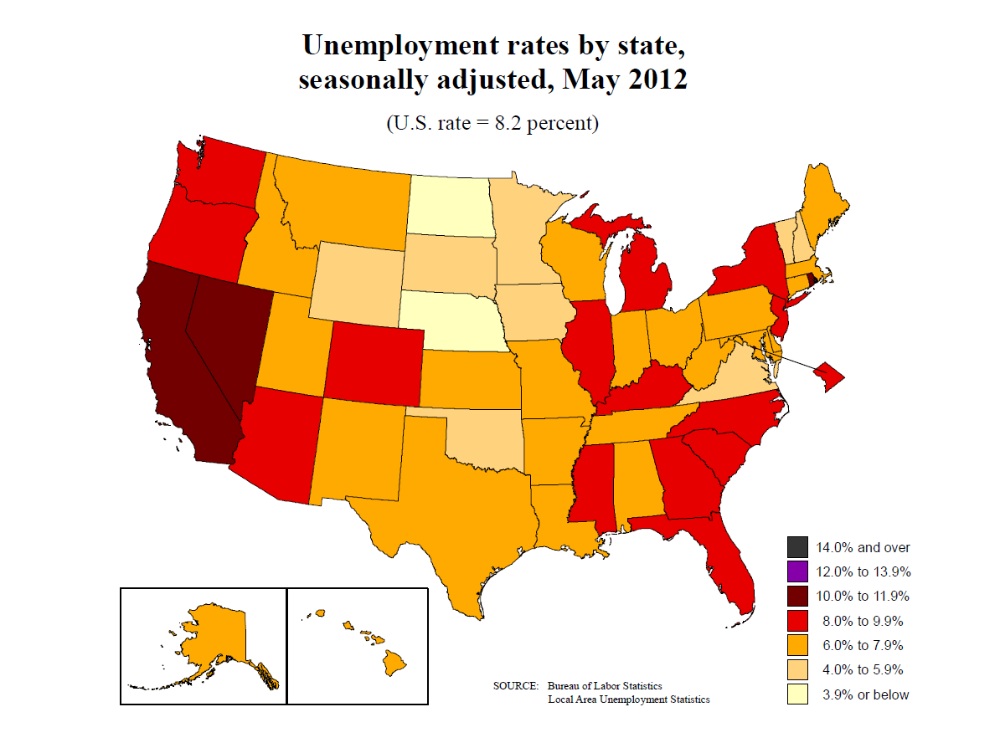 Unemployment rates by state,
seasonally adjusted, May 2012
(U.S. rate = 8.2 percent)
14.0% and over
12.0% to 13.9%
10.0% to 11.9%
8.0% to 9.9%
6.0% to 7.9%
4.0% to 5.9%
3.9% or below
SOURCE: Bureau of Labor Statistics
Local Area Unemployment Statistics